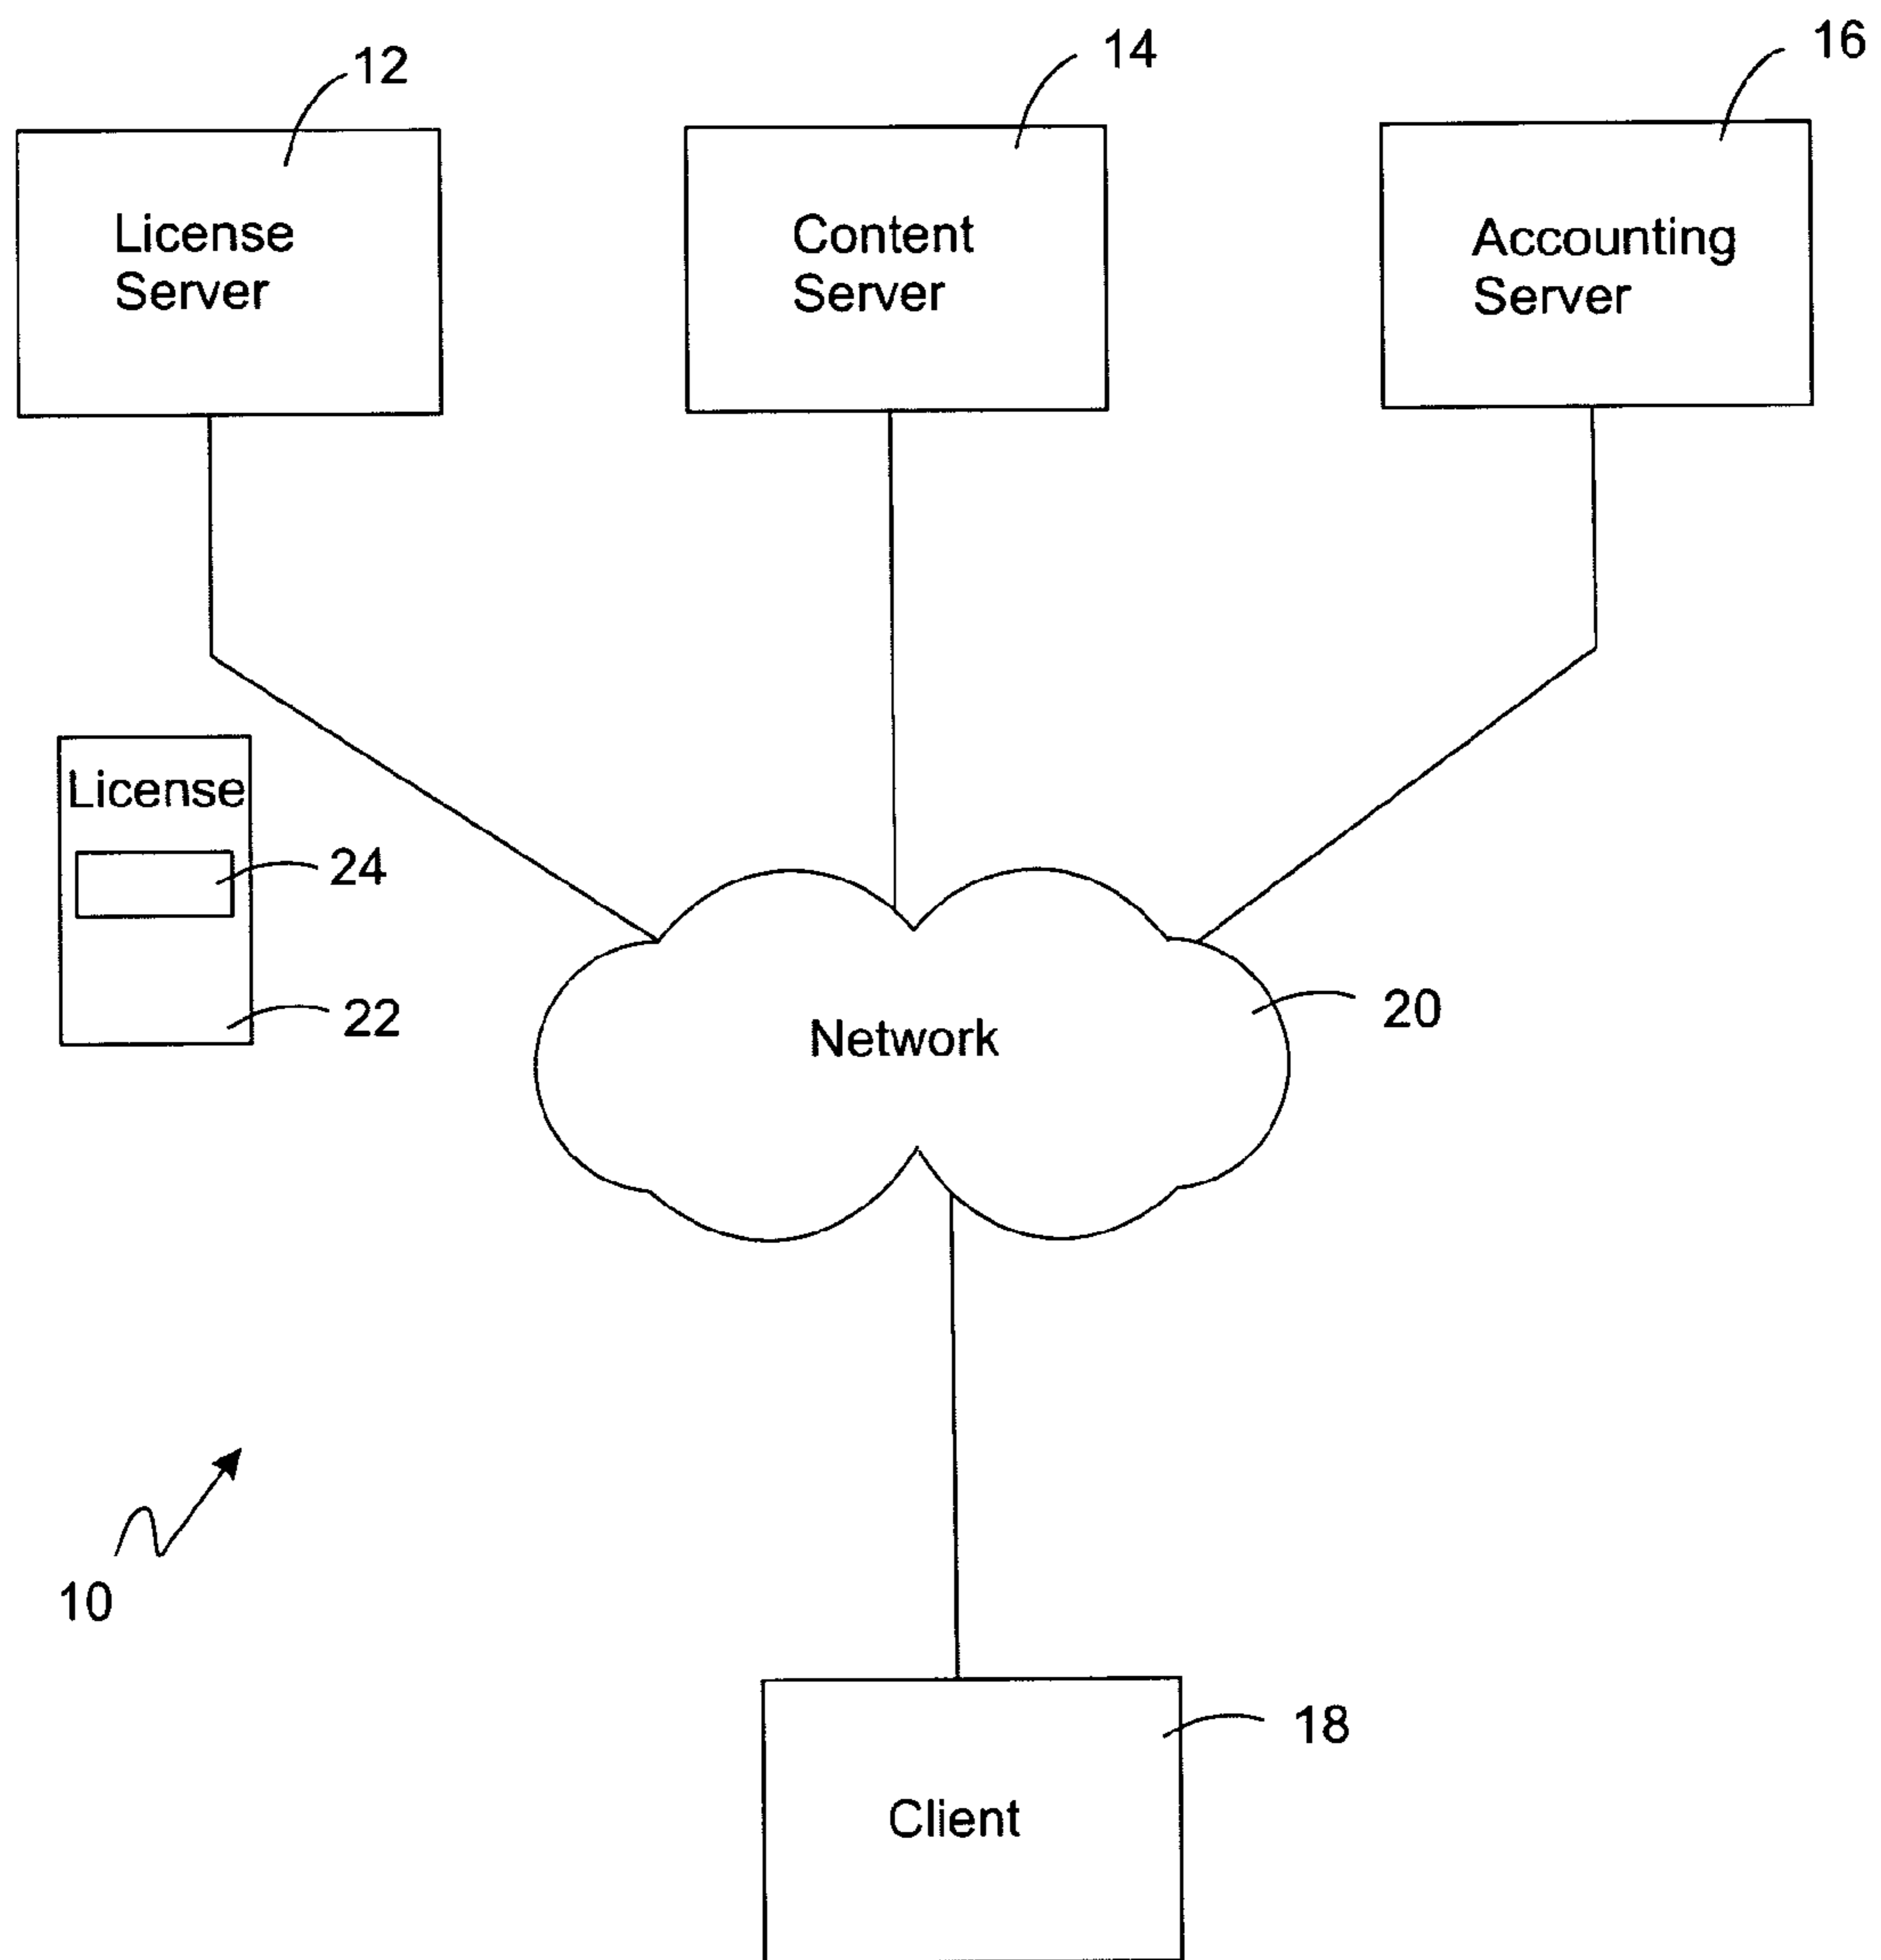 12
14
16
License
Server
Content
Server
Accounting
Server
License
24
22
Network
20
10
18
Client